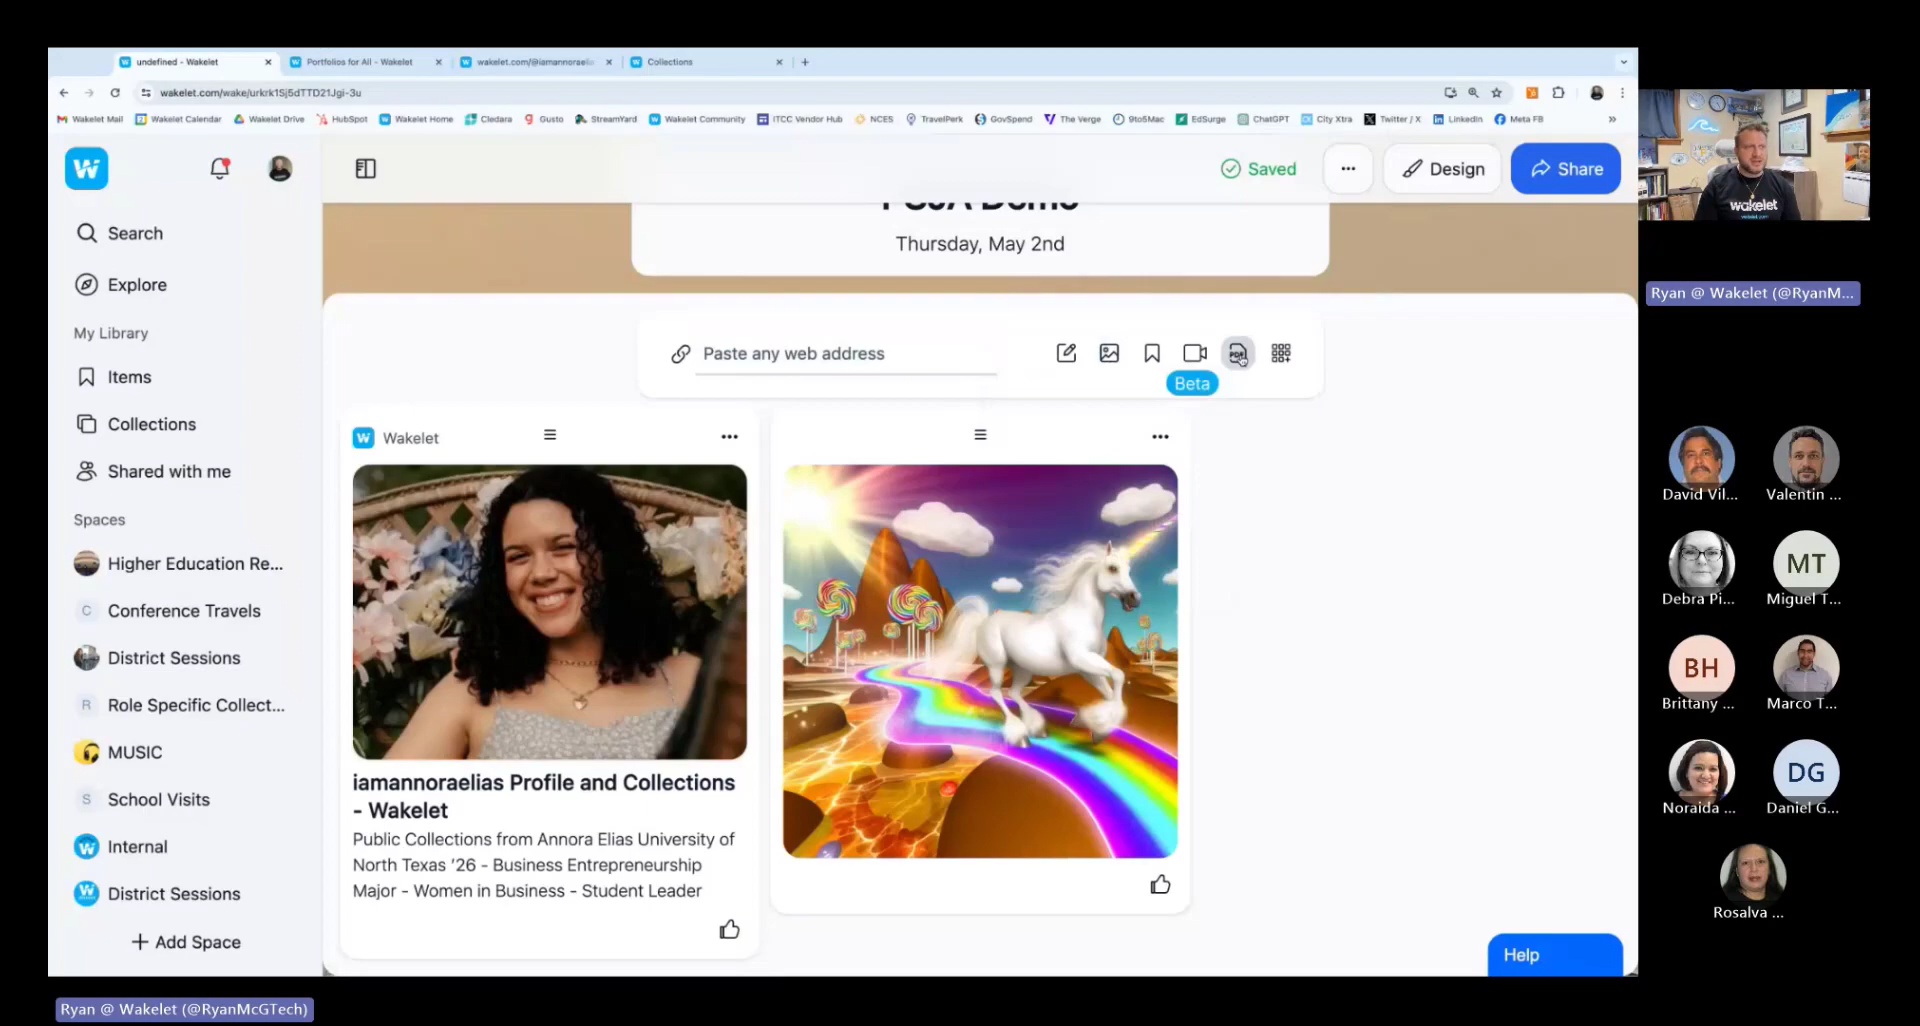 undefined - Wakelet
Portfolios for All - Wakelet
wakelet.com/@iamannoraelia
Collections
wakelet.com/wake/urkrk1Sj5dTTD21Jgi-3u
Wakelet Mail
Wakelet Calendar
Wakelet Drive
HubSpot
Wakelet Home
Cledara
Gusto
StreamYard
Wakelet Community
ITCC Vendor Hub
NCES
TravelPerk
GovSpend
The Verge
9to5Mac
EdSurge
ChatGPT
City Xtra
Twitter / X
LinkedIn
Meta FB
Search
Explore
My Library
Items
Collections
Shared with me
Spaces
Higher Education Re...
C Conference Travels
District Sessions
R Role Specific Collect...
MUSIC
S School Visits
Internal
District Sessions
+ Add Space
Saved
...
Design
Share
Demo
Thursday, May 2nd
Paste any web address
PDF
Beta
W Wakelet
iamannoraelias Profile and Collections
- Wakelet
Public Collections from Annora Elias University of
North Texas ’26 - Business Entrepreneurship
Major - Women in Business - Student Leader
Help
wakelet
Ryan @ Wakelet (@RyanM...
David Vil...
Valentin ...
Debra Pi...
MT
Miguel T...
BH
Brittany ...
Marco T...
Noraida ...
DG
Daniel G...
Rosalva ...
Ryan @ Wakelet (@RyanMcGTech)